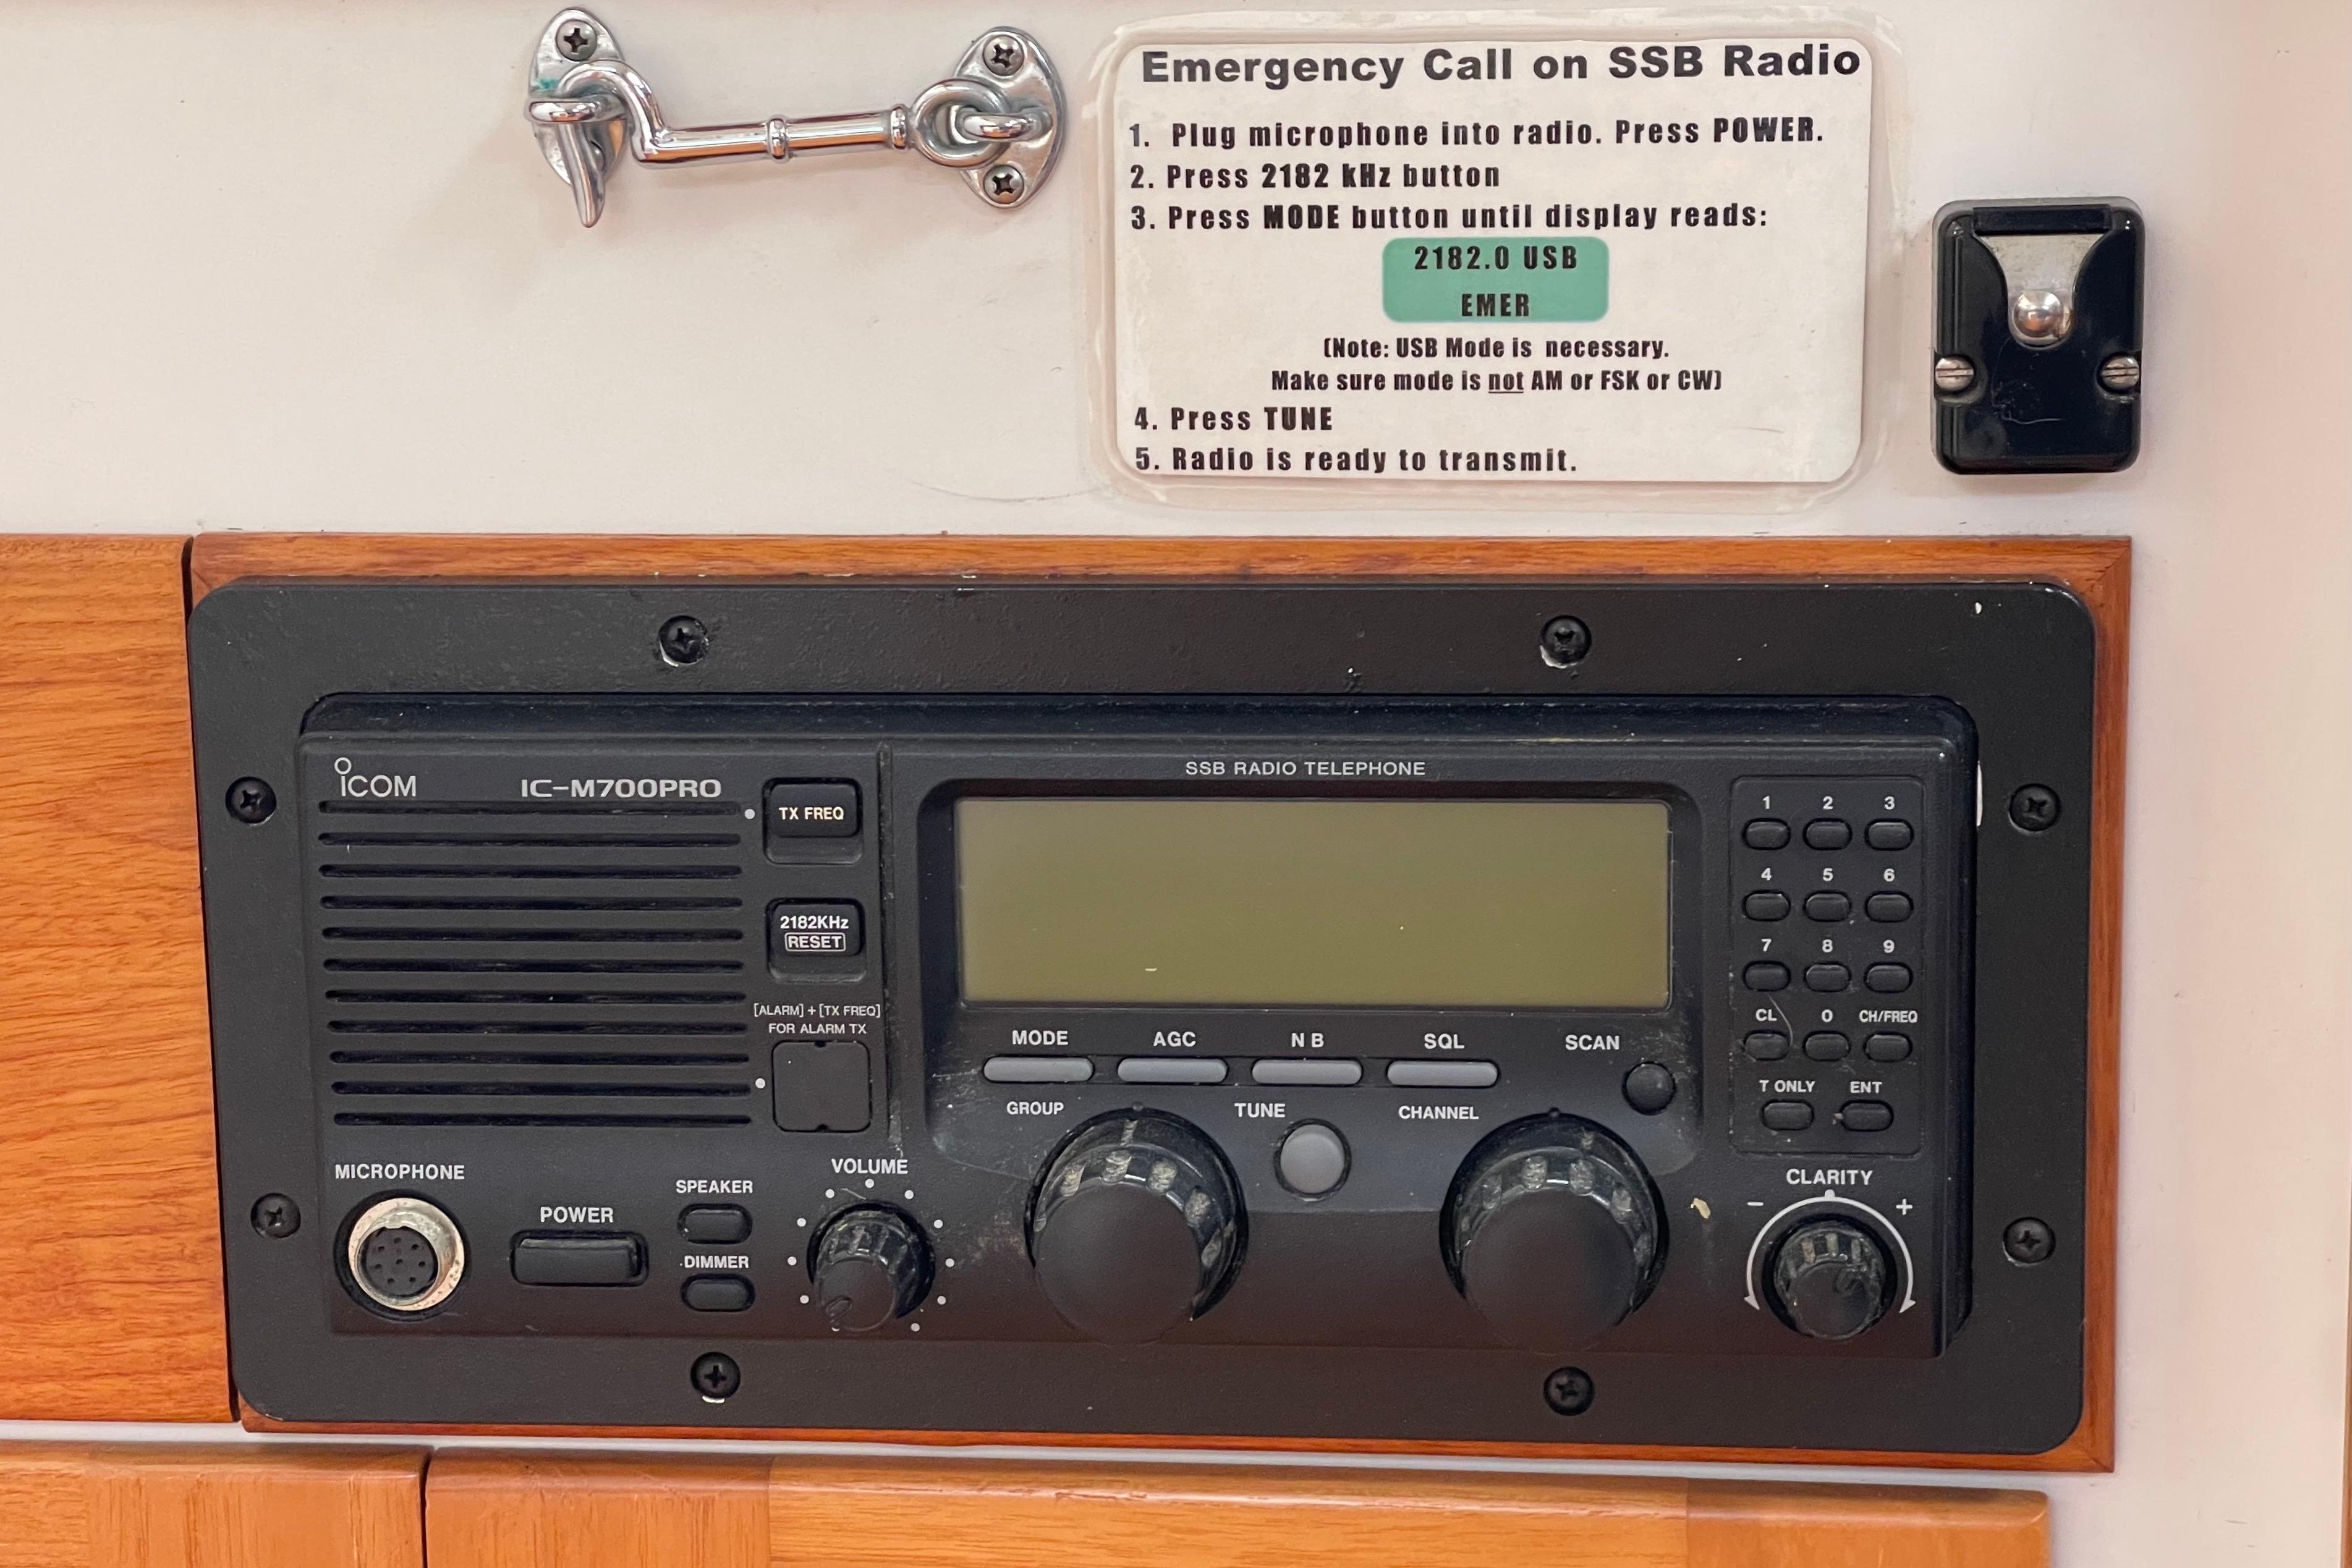 Emergency Call on SSB Radio
1. Plug microphone into radio. Press POWER.
2. Press 2182 kHz button
3. Press MODE button until display reads:
2182.0 USB
EMER
(Note: USB Mode is necessary.
Make sure mode is not AM or FSK or CW)
4. Press TUNE
5. Radio is ready to transmit.
ICOM
IC-M700PRO
TX FREQ
2182KHz
RESET
[ALARM] + [TX FREQ]
FOR ALARM TX
MICROPHONE
POWER
SPEAKER
DIMMER
VOLUME
SSB RADIO TELEPHONE
MODE AGC NB SQL SCAN
GROUP TUNE CHANNEL
1 2 3
4 5 6
7 8 9
CL 0 CH/FREQ
T ONLY ENT
CLARITY
- +